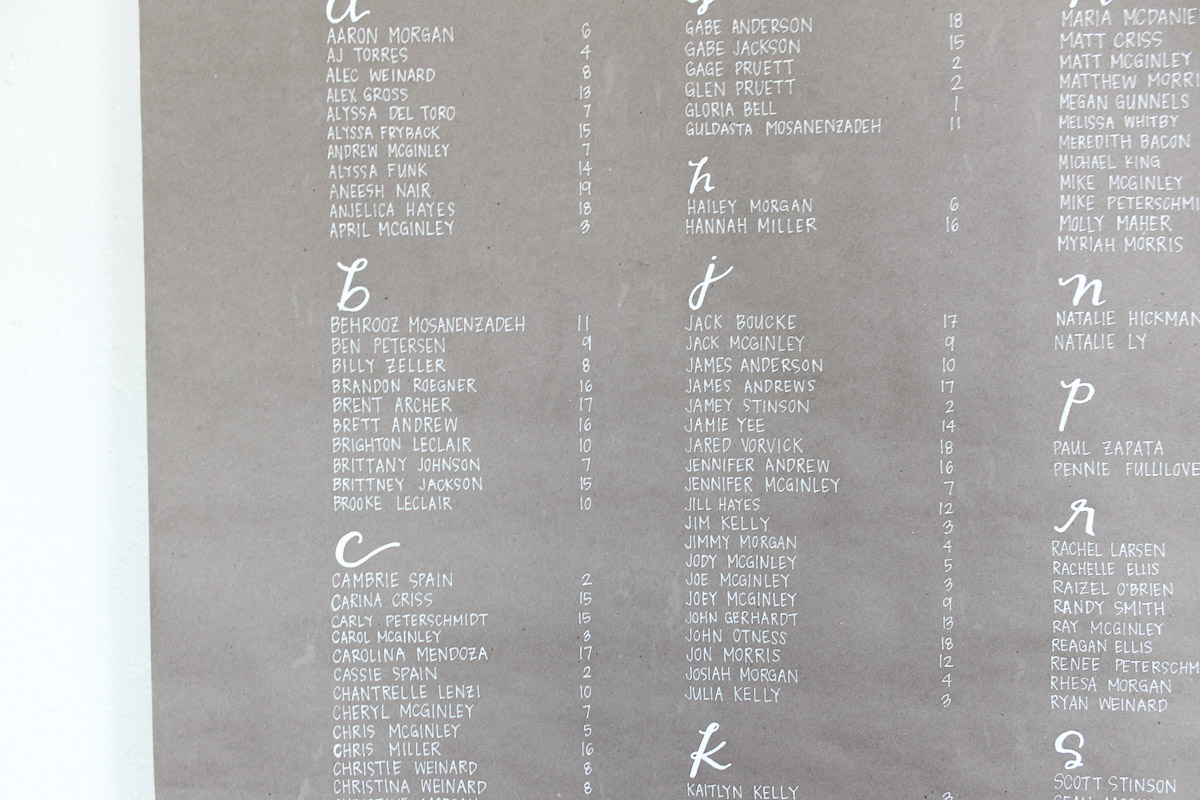 a
AARON MORGAN 6
AJ TORRES 4
ALEC WEINARD 8
ALEX GROSS 13
ALYSSA DEL TORO 7
ALYSSA FRYBACK 15
ANDREW MCGINLEY 7
ALYSSA FUNK 14
ANEESH NAIR 19
ANJELICA HAYES 18
APRIL MCGINLEY 3
b
BEHROOZ MOSANENZADEH 11
BEN PETERSEN 9
BILLY ZELLER 8
BRANDON ROEGNER 16
BRENT ARCHER 17
BRETT ANDREW 16
BRIGHTON LECLAIR 10
BRITTANY JOHNSON 7
BRITTNEY JACKSON 15
BROOKE LECLAIR 10
c
CAMBRIE SPAIN 2
CARINA CRISS 15
CARLY PETERSCHMIDT 15
CAROL MCGINLEY 3
CAROLINA MENDOZA 17
CASSIE SPAIN 2
CHANTRELLE LENZI 10
CHERYL MCGINLEY 7
CHRIS MCGINLEY 5
CHRIS MILLER 16
CHRISTIE WEINARD 8
CHRISTINA WEINARD 8
g
GABE ANDERSON 18
GABE JACKSON 15
GAGE PRUETT 2
GLEN PRUETT 2
GLORIA BELL 1
GULDASTA MOSANENZADEH 11
h
HAILEY MORGAN 6
HANNAH MILLER 16
j
JACK BOUCKE 17
JACK MCGINLEY 9
JAMES ANDERSON 10
JAMES ANDREWS 17
JAMEY STINSON 2
JAMIE YEE 14
JARED VORVICK 18
JENNIFER ANDREW 16
JENNIFER MCGINLEY 7
JILL HAYES 12
JIM KELLY 3
JIMMY MORGAN 4
JODY MCGINLEY 5
JOE MCGINLEY 3
JOEY MCGINLEY 9
JOHN GERHARDT 13
JOHN OTNESS 18
JON MORRIS 12
JOSIAH MORGAN 4
JULIA KELLY 3
k
KAITLYN KELLY 3
MARIA MCDANIE
MATT CRISS
MATT MCGINLEY
MATTHEW MORRI
MEGAN GUNNELS
MELISSA WHITBY
MEREDITH BACON
MICHAEL KING
MIKE MCGINLEY
MIKE PETERSCHMI
MOLLY MAHER
MYRIAH MORRIS
n
NATALIE HICKMAN
NATALIE LY
p
PAUL ZAPATA
PENNIE FULLILOVE
r
RACHEL LARSEN
RACHELLE ELLIS
RAIZEL O'BRIEN
RANDY SMITH
RAY MCGINLEY
REAGAN ELLIS
RENEE PETERSCHM
RHESA MORGAN
RYAN WEINARD
s
SCOTT STINSON